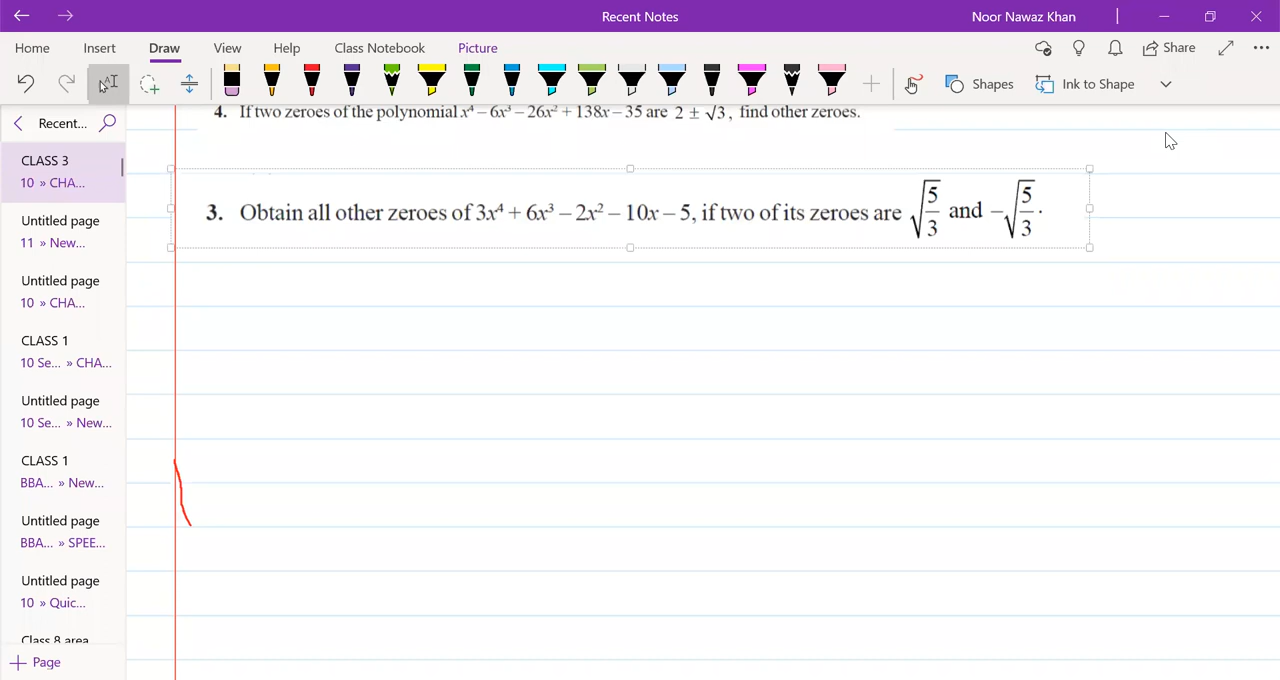 Recent Notes
Noor Nawaz Khan
Home Insert Draw View Help Class Notebook Picture
Share
Shapes
Ink to Shape
Recent...
CLASS 3
10 » CHA...
Untitled page
11 » New...
Untitled page
10 » CHA...
CLASS 1
10 Se... » CHA...
Untitled page
10 Se... » New...
CLASS 1
BBA... » New...
Untitled page
BBA... » SPEE...
Untitled page
10 » Quic...
Class 8 area
+ Page
4. If two zeroes of the polynomial x⁴ – 6x³ – 26x² + 138x – 35 are 2 ± √3, find other zeroes.
3. Obtain all other zeroes of 3x⁴ + 6x³ – 2x² – 10x – 5, if two of its zeroes are √(5/3) and –√(5/3).